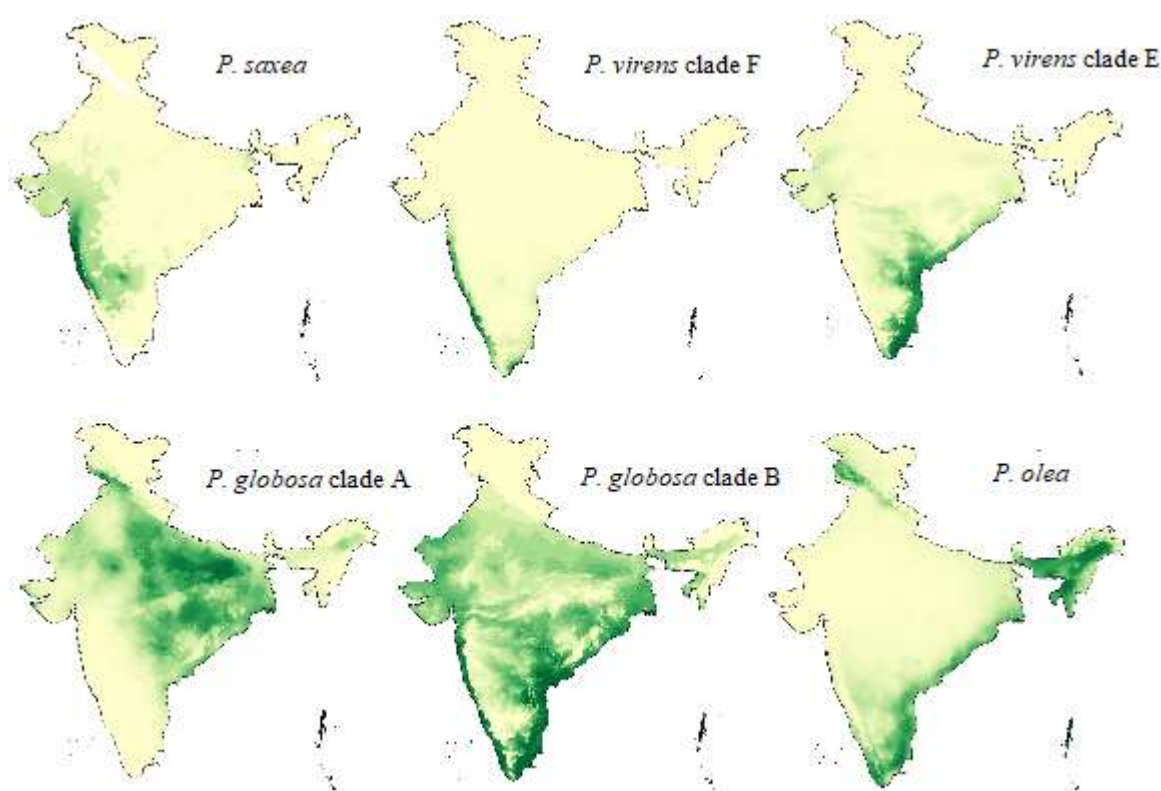 P. saxea
P. virens clade F
P. virens clade E
P. globosa clade A
P. globosa clade B
P. olea